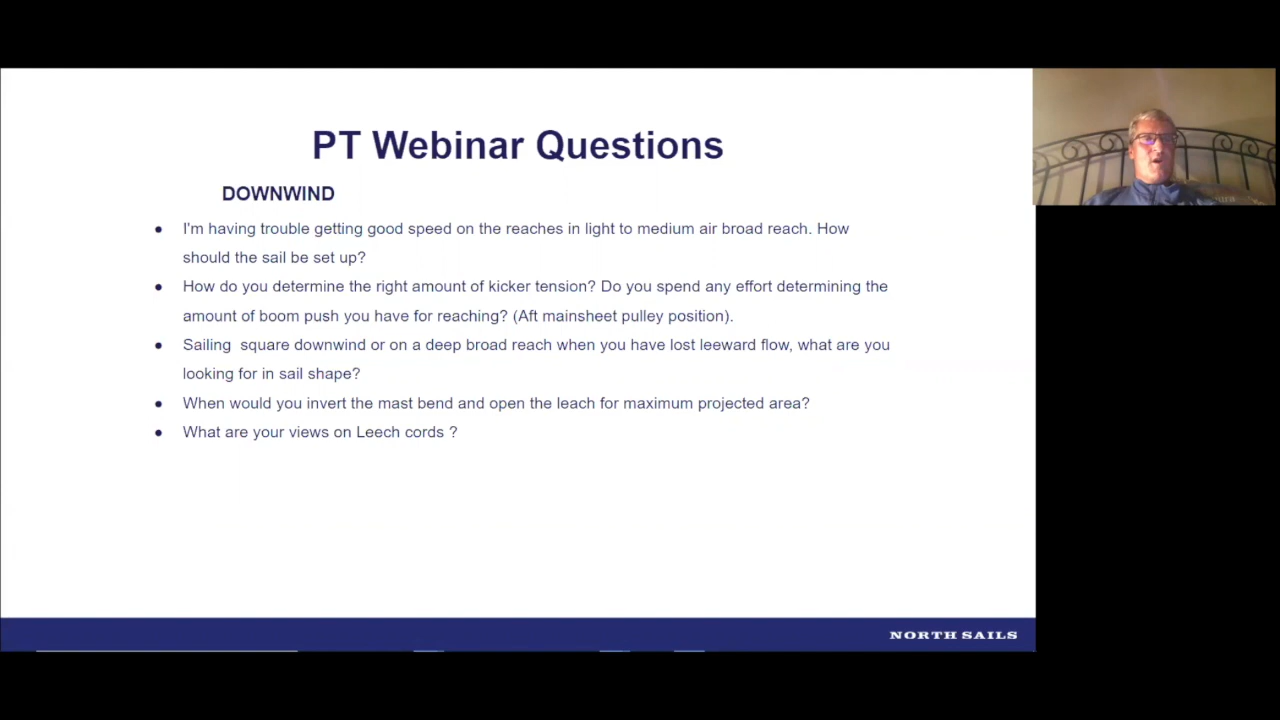 PT Webinar Questions
DOWNWIND
● I'm having trouble getting good speed on the reaches in light to medium air broad reach. How
should the sail be set up?
● How do you determine the right amount of kicker tension? Do you spend any effort determining the
amount of boom push you have for reaching? (Aft mainsheet pulley position).
● Sailing  square downwind or on a deep broad reach when you have lost leeward flow, what are you
looking for in sail shape?
● When would you invert the mast bend and open the leach for maximum projected area?
● What are your views on Leech cords ?
NORTH SAILS